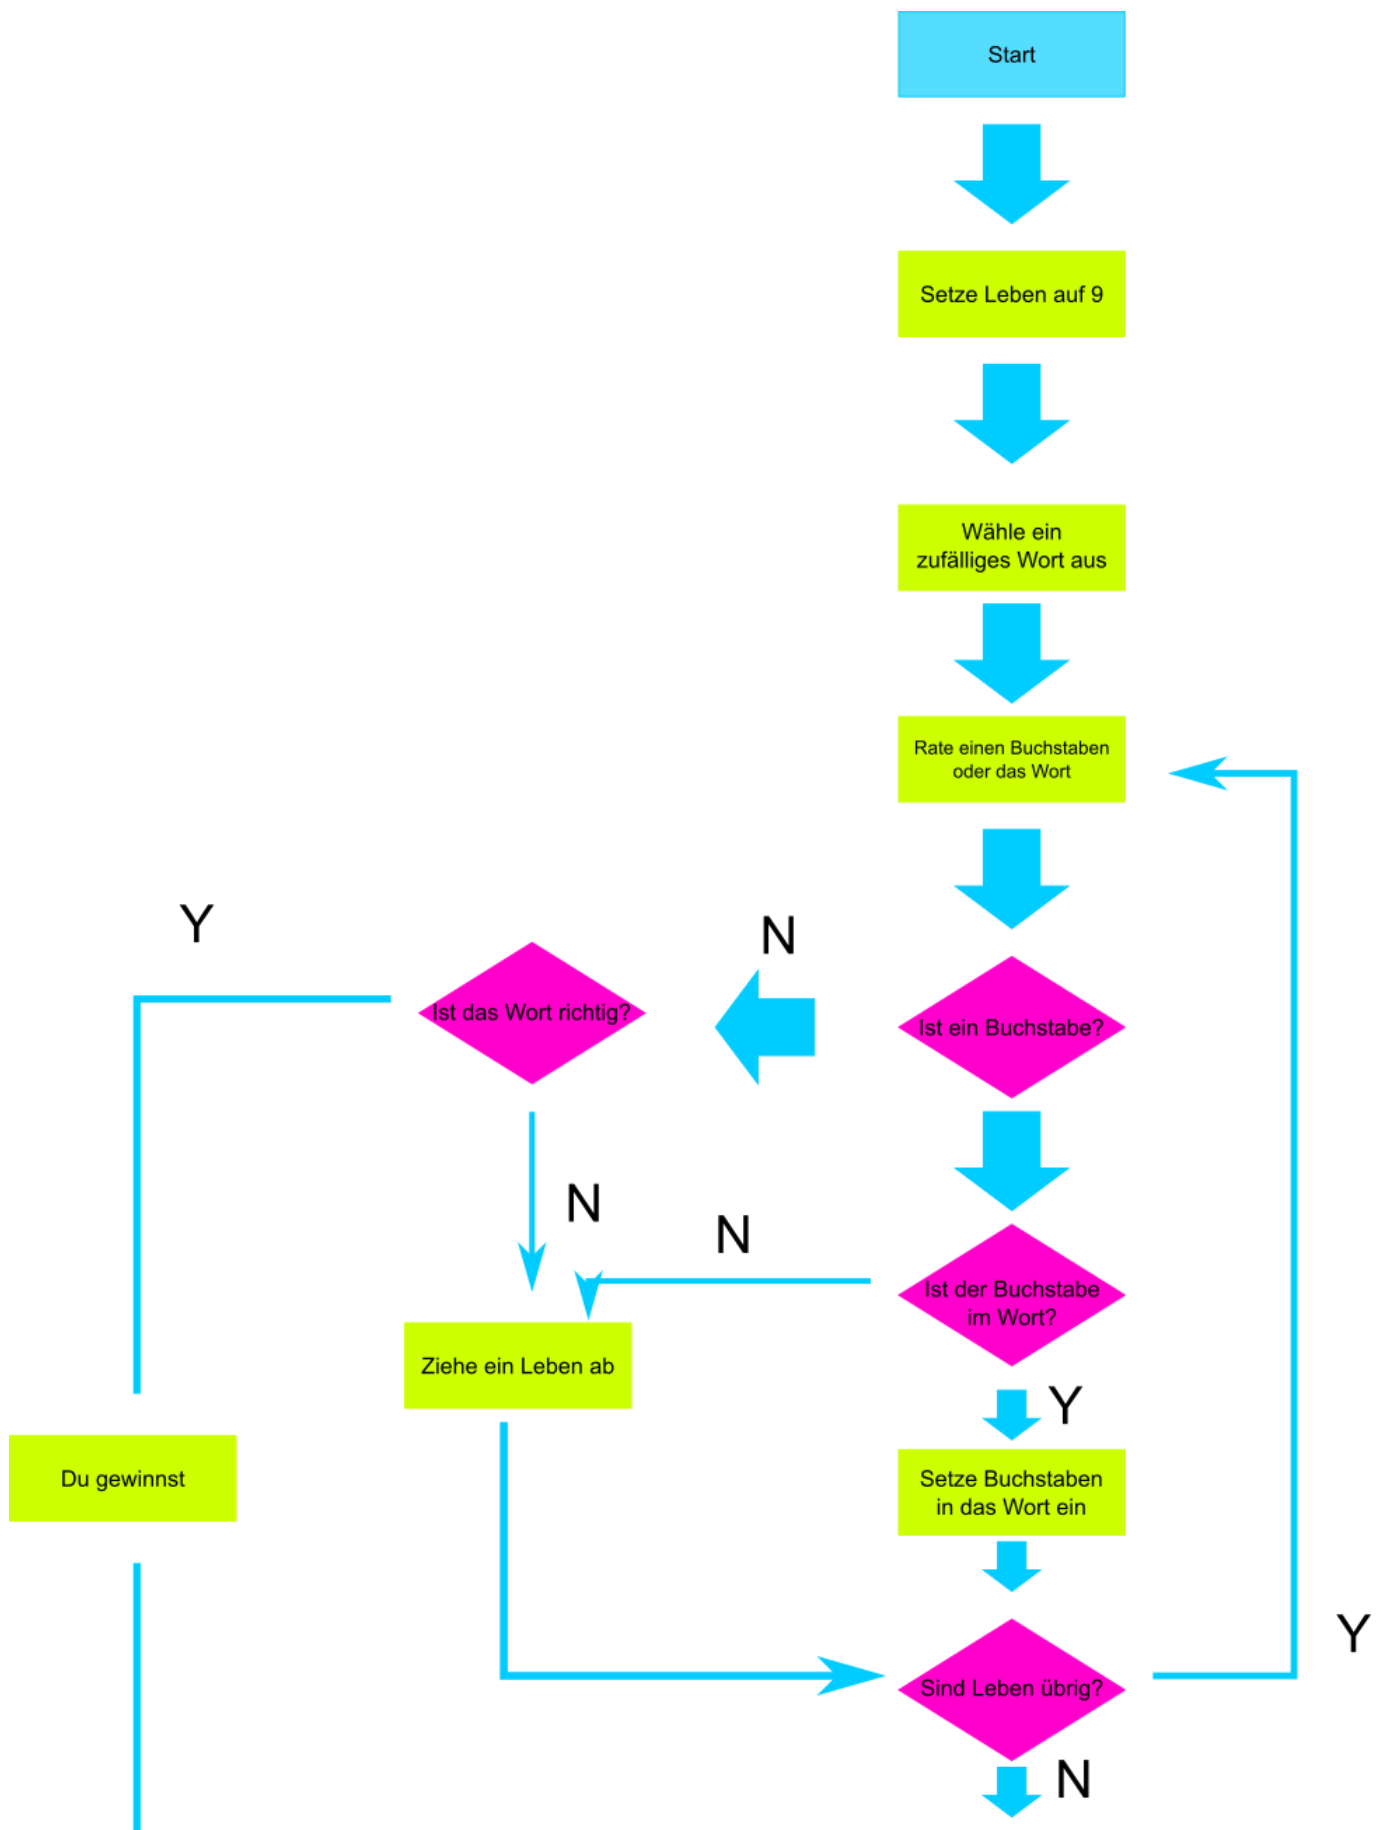 Start
Setze Leben auf 9
Wähle ein
zufälliges Wort aus
Rate einen Buchstaben
oder das Wort
Y
N
Ist das Wort richtig?
Ist ein Buchstabe?
N
N
Ist der Buchstabe
im Wort?
Ziehe ein Leben ab
Y
Du gewinnst
Setze Buchstaben
in das Wort ein
Y
Sind Leben übrig?
N